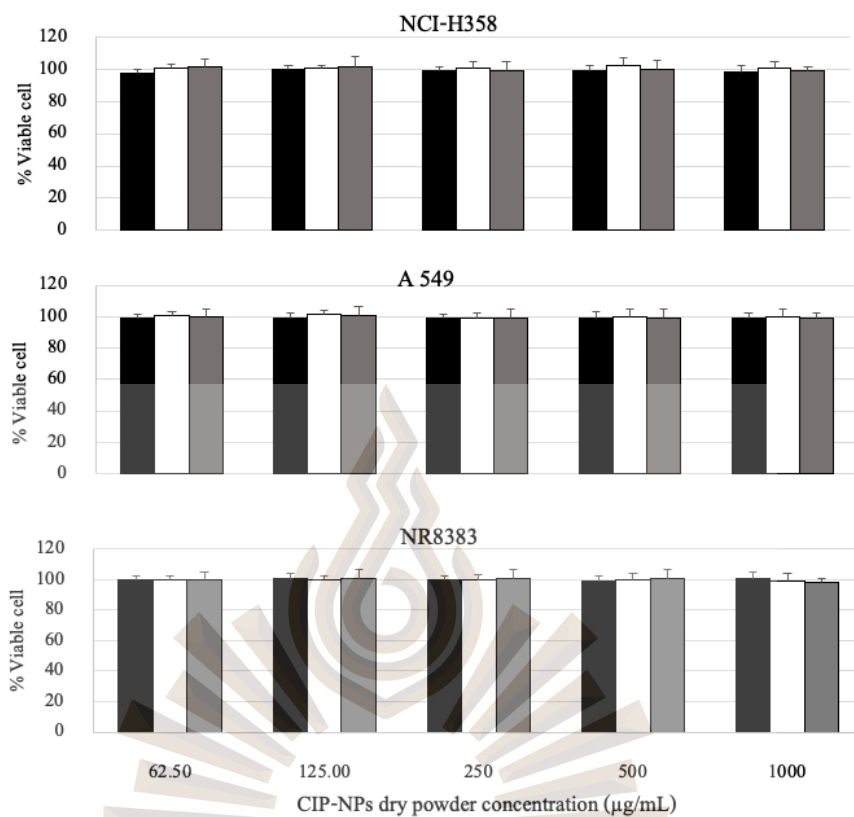 NCI-H358
120
100
80
60
40
20
0
% Viable cell
A 549
120
100
80
60
40
20
0
% Viable cell
NR8383
120
100
80
60
40
20
0
% Viable cell
62.50 125.00 250 500 1000
CIP-NPs dry powder concentration (µg/mL)